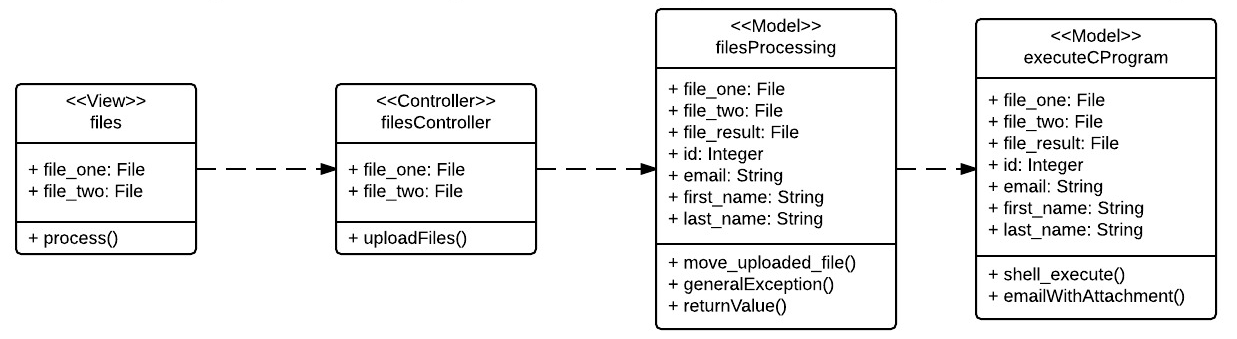 <<View>>
files
+ file_one: File
+ file_two: File
+ process()
<<Controller>>
filesController
+ file_one: File
+ file_two: File
+ uploadFiles()
<<Model>>
filesProcessing
+ file_one: File
+ file_two: File
+ file_result: File
+ id: Integer
+ email: String
+ first_name: String
+ last_name: String
+ move_uploaded_file()
+ generalException()
+ returnValue()
<<Model>>
executeCProgram
+ file_one: File
+ file_two: File
+ file_result: File
+ id: Integer
+ email: String
+ first_name: String
+ last_name: String
+ shell_execute()
+ emailWithAttachment()